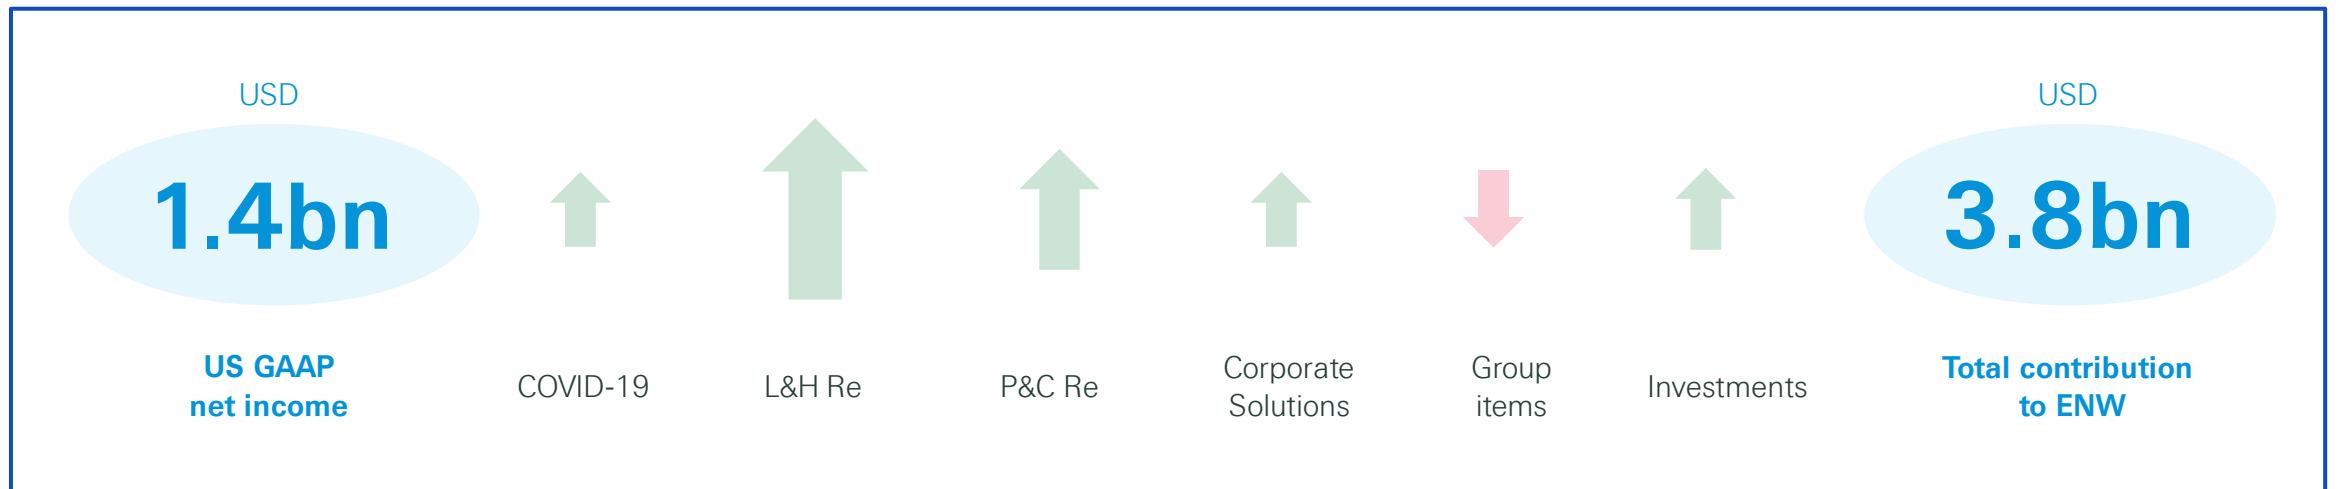 USD
1.4bn
US GAAP
net income
COVID-19
L&H Re
P&C Re
Corporate
Solutions
Group
items
Investments
USD
3.8bn
Total contribution
to ENW